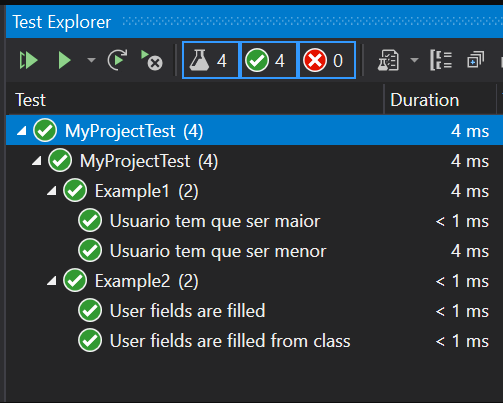 Test Explorer
4 4 0
Test Duration
MyProjectTest (4) 4 ms
MyProjectTest (4) 4 ms
Example1 (2) 4 ms
Usuario tem que ser maior < 1 ms
Usuario tem que ser menor 4 ms
Example2 (2) < 1 ms
User fields are filled < 1 ms
User fields are filled from class < 1 ms